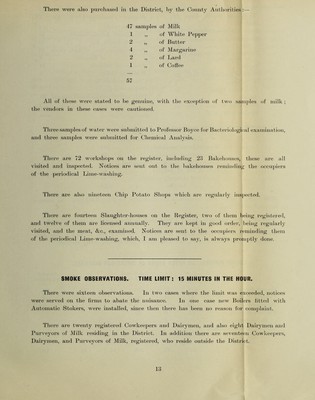 There were also purchased in the District, by the County Authorities:—
47 samples of Milk
1 „ of White Pepper
2 „ of Butter
4 „ of Margarine
2 „ of Lard
1 „ of Coffee
...
57
All of these were stated to be genuine, with the exception of two samples of milk ;
the vendors in these cases were cautioned.
Three samples of water were submitted to Professor Boyce for Bacteriological examination,
and three samples were submitted for Chemical Analysis.
There are 72 workshops on the register, including 23 Bakehouses, these are all
visited and inspected. Notices are sent out to the bakehouses reminding the occupiers
of the periodical Lime-washing.
There are also nineteen Chip Potato Shops which are regularly inspected.
There are fourteen Slaughter-houses on the Register, two of them being registered,
and twelve of them are licensed annually. They are kept in good order, being regularly
visited, and the meat, &c., examined. Notices are sent to the occupiers reminding them
of the periodical Lime-washing, which, I am pleased to say, is always promptly done.
SMOKE OBSERVATIONS. TIME LIMIT : 15 MINUTES IN THE HOUR.
There were sixteen observations. In two cases where the limit was exceeded, notices
were served on the firms to abate the nuisance. In one case new Boilers fitted with
Automatic Stokers, were installed, since then there has been no reason for complaint.
There are twenty registered Cowkeepers and Dairymen, and also eight Dairymen and
Purveyors of Milk residing in the District. In addition there are seventeen Cowkeepers,
Dairymen, and Purveyors of Milk, registered, who reside outside the District.
13